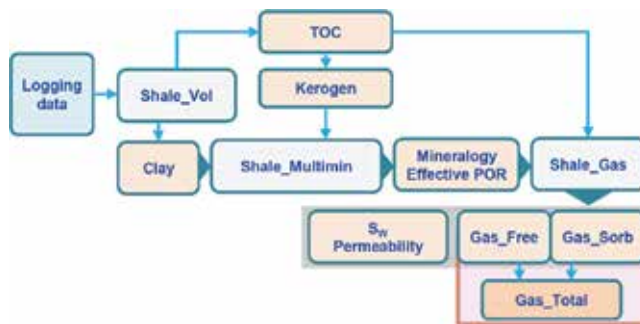 TOC
Logging
data
Shale_Vol
Kerogen
Clay
Shale_Multimin
Mineralogy
Effective POR
Shale_Gas
Sw
Permeability
Gas_Free
Gas_Sorb
Gas_Total